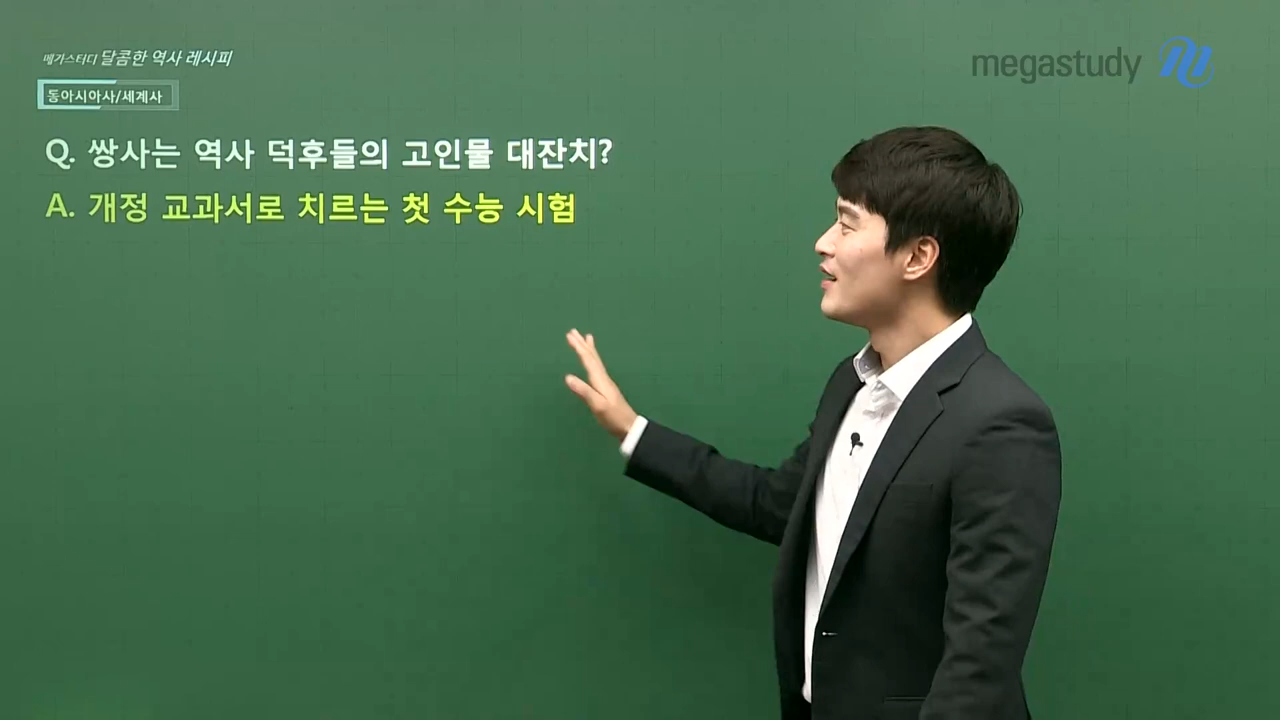 메가스터디 달콤한 역사 레시피
megastudy
동아시아사/세계사
Q. 쌍사는 역사 덕후들의 고인물 대잔치?
A. 개정 교과서로 치르는 첫 수능 시험